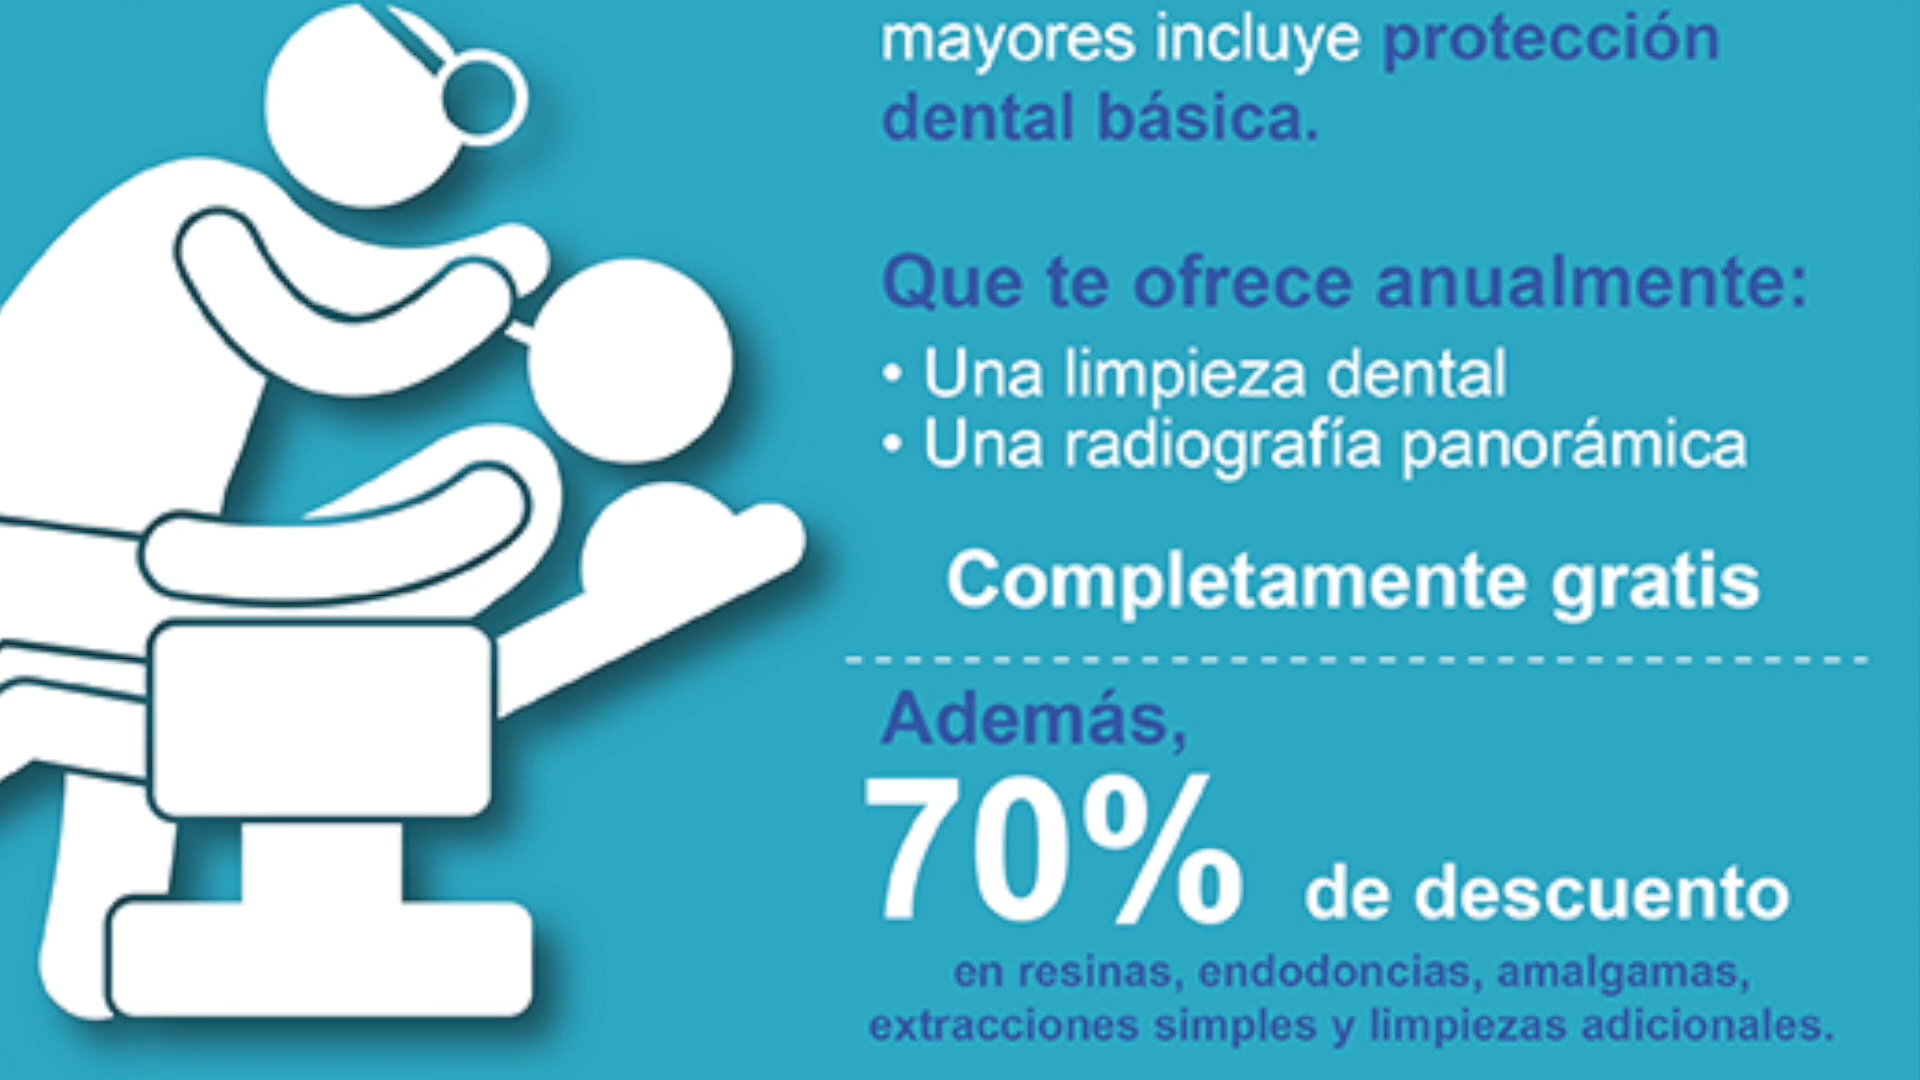 mayores incluye protección
dental básica.
Que te ofrece anualmente:
• Una limpieza dental
• Una radiografía panorámica
Completamente gratis
Además,
70% de descuento
en resinas, endodoncias, amalgamas,
extracciones simples y limpiezas adicionales.